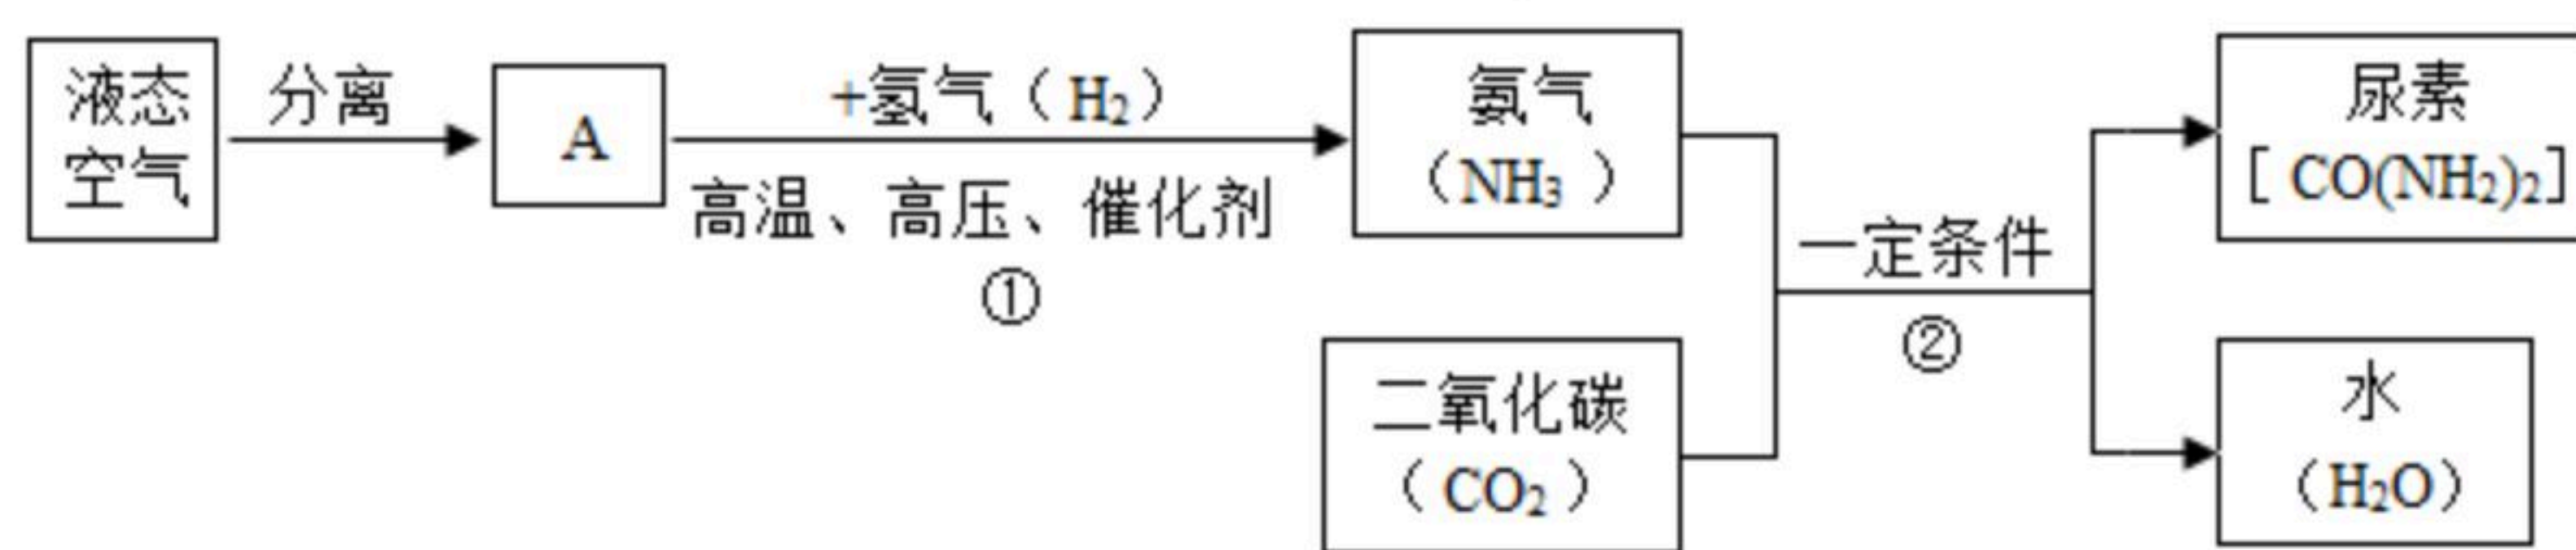 液态
空气
分离
A
+氢气（H₂）
高温、高压、催化剂
①
氨气
（NH₃）
二氧化碳
（CO₂）
一定条件
②
尿素
[CO(NH₂)₂]
水
（H₂O）